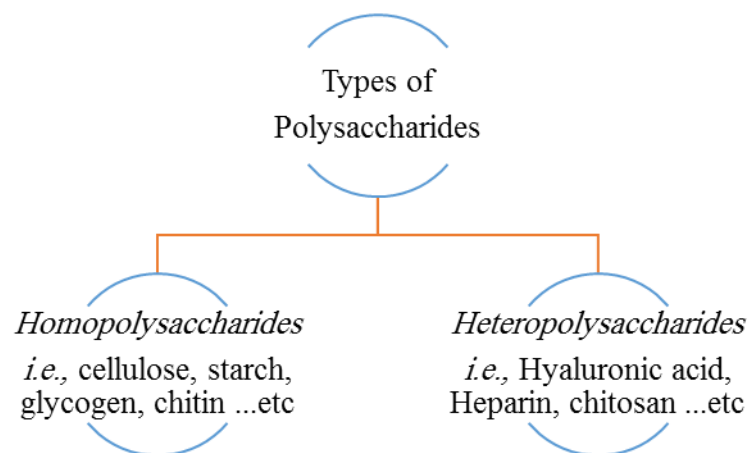 Types of
Polysaccharides
Homopolysaccharides
i.e., cellulose, starch,
glycogen, chitin ...etc
Heteropolysaccharides
i.e., Hyaluronic acid,
Heparin, chitosan ...etc